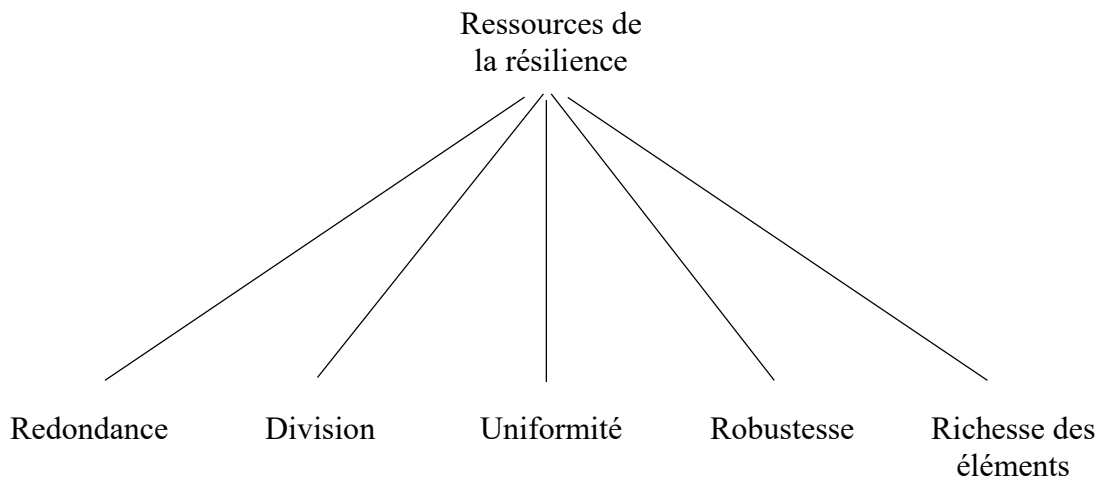 Ressources de
la résilience
Redondance
Division
Uniformité
Robustesse
Richesse des
éléments